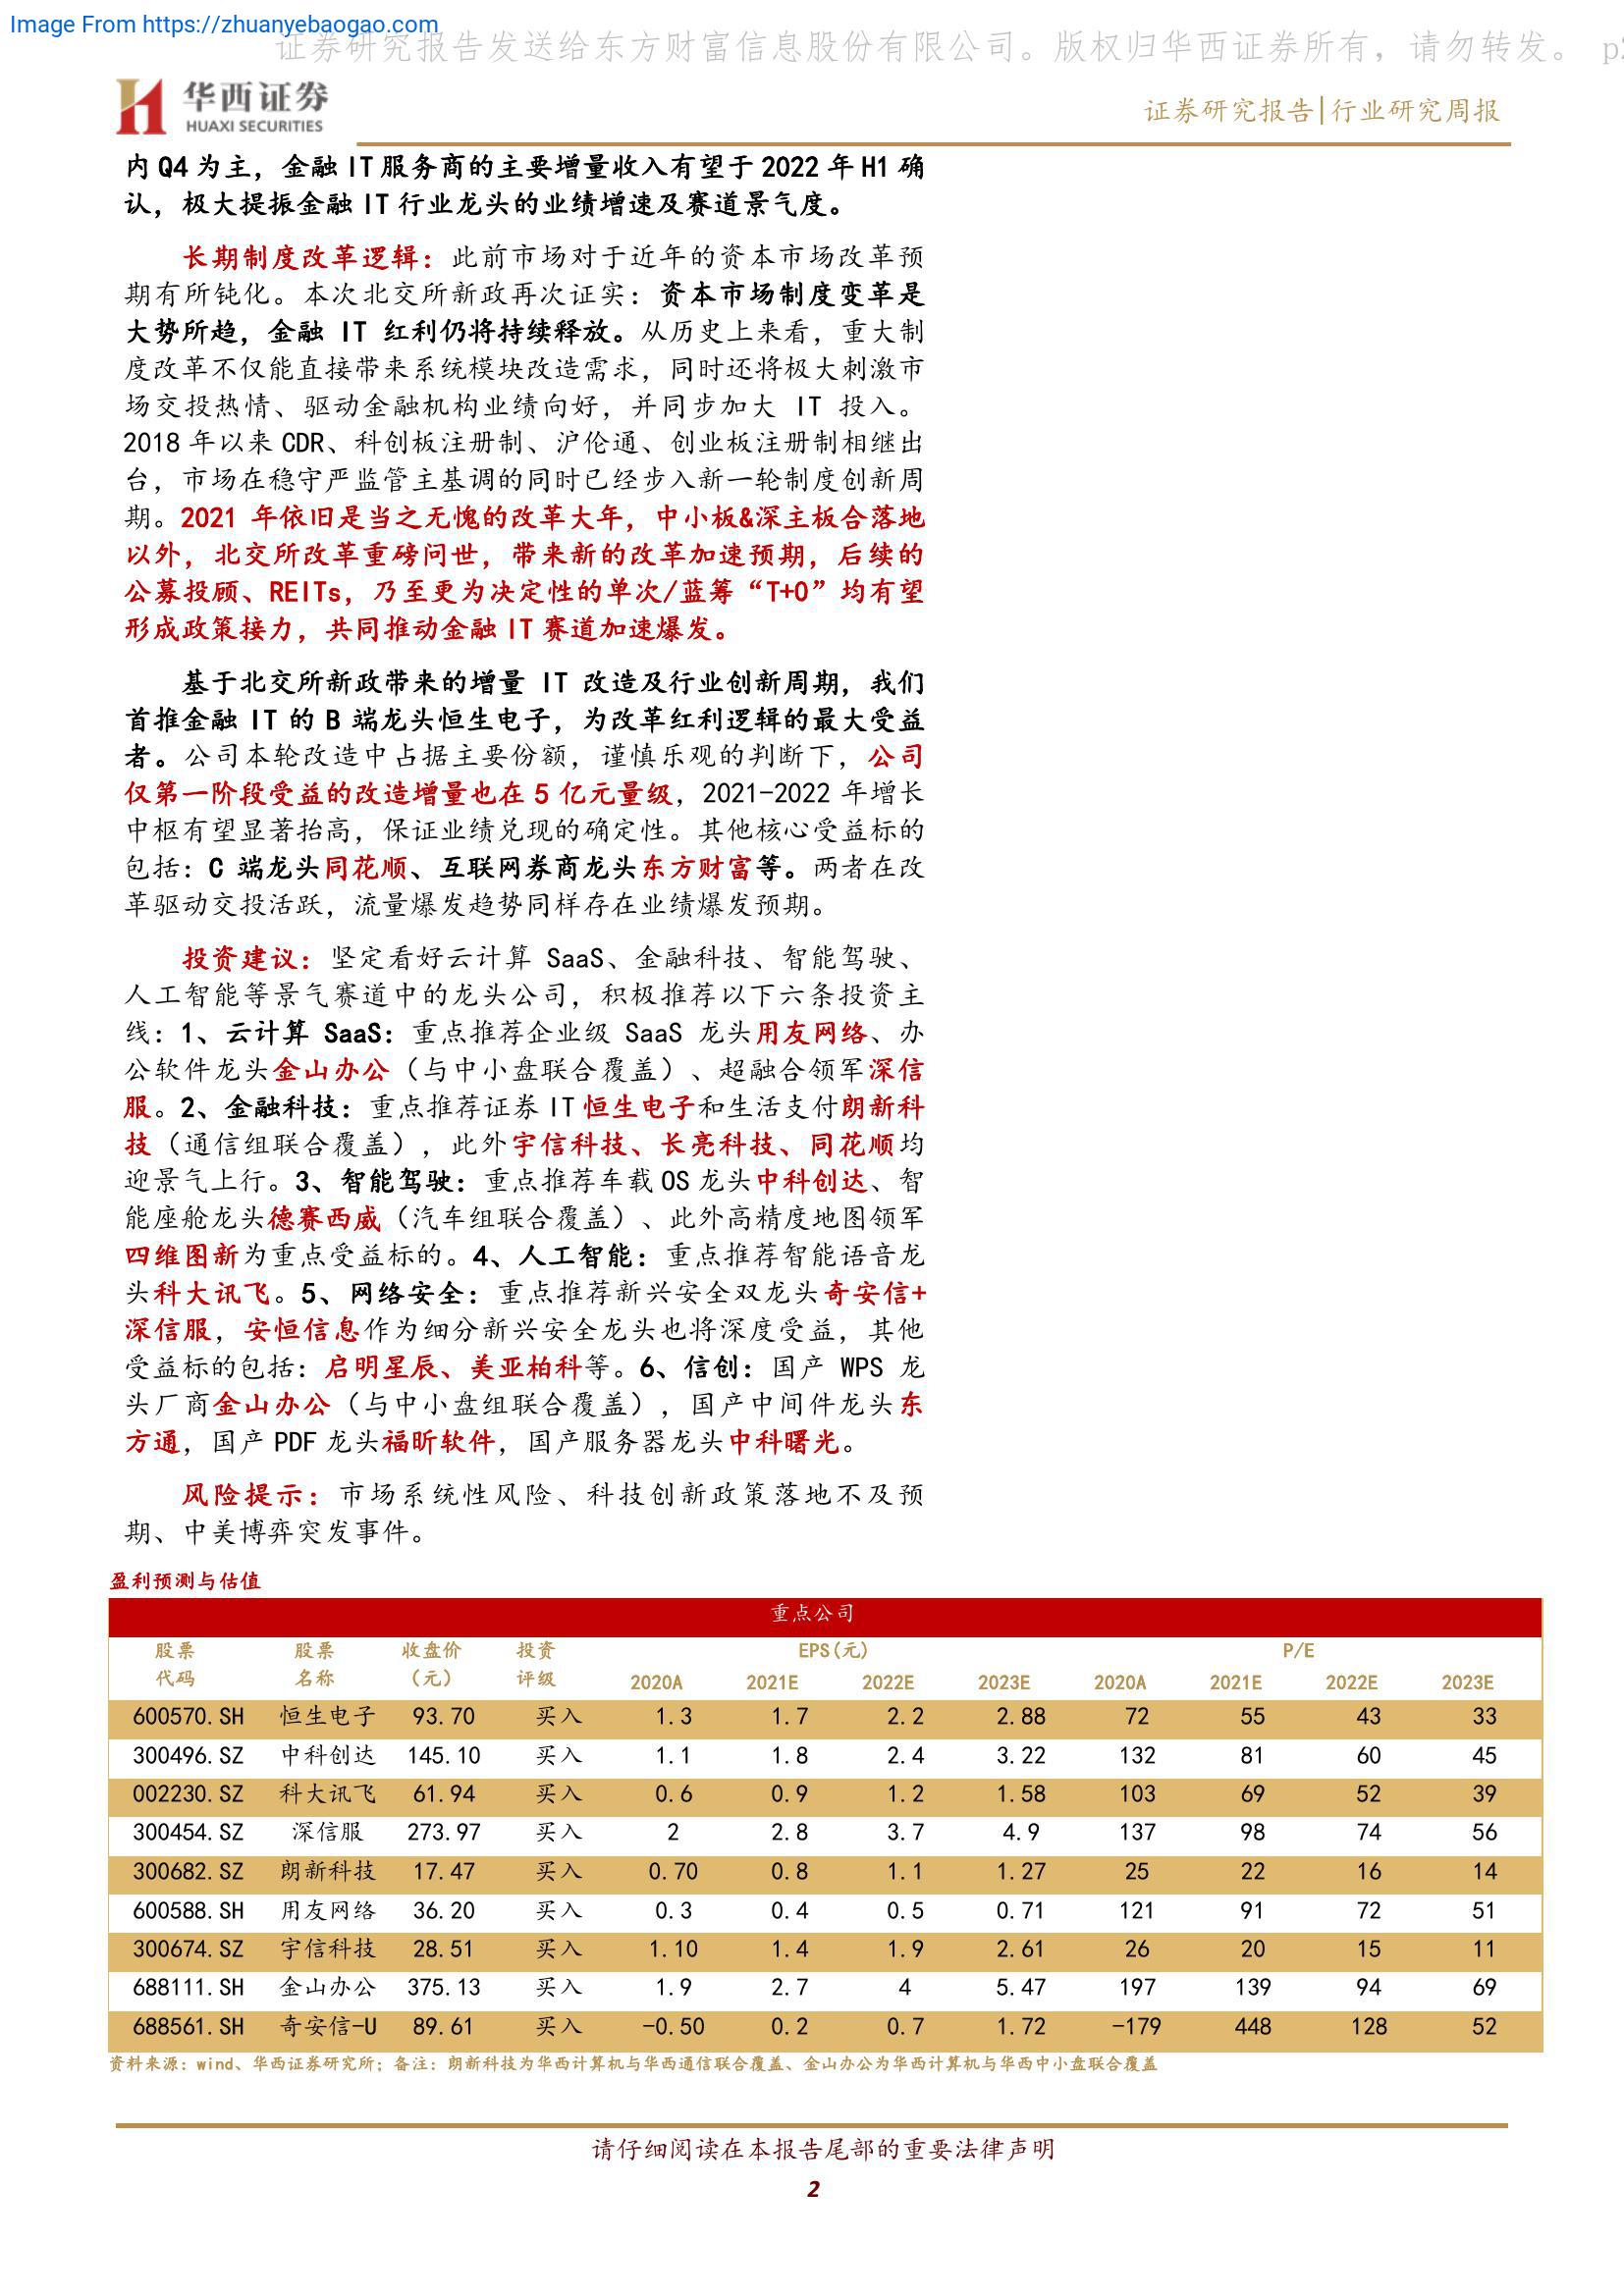 Image From https://zhuanyebaogao.com
证券研究报告发送给东方财富信息股份有限公司。版权归华西证券所有，请勿转发。 p2
华西证券
HUAXI SECURITIES
证券研究报告|行业研究周报
内 Q4 为主，金融 IT 服务商的主要增量收入有望于 2022 年 H1 确
认，极大提振金融 IT 行业龙头的业绩增速及赛道景气度。
长期制度改革逻辑：此前市场对于近年的资本市场改革预
期有所钝化。本次北交所新政再次证实：资本市场制度变革是
大势所趋，金融 IT 红利仍将持续释放。从历史上来看，重大制
度改革不仅能直接带来系统模块改造需求，同时还将极大刺激市
场交投热情、驱动金融机构业绩向好，并同步加大 IT 投入。
2018 年以来 CDR、科创板注册制、沪伦通、创业板注册制相继出
台，市场在稳守严监管主基调的同时已经步入新一轮制度创新周
期。2021 年依旧是当之无愧的改革大年，中小板&深主板合落地
以外，北交所改革重磅问世，带来新的改革加速预期，后续的
公募投顾、REITs，乃至更为决定性的单次/蓝筹“T+0”均有望
形成政策接力，共同推动金融 IT 赛道加速爆发。
基于北交所新政带来的增量 IT 改造及行业创新周期，我们
首推金融 IT 的 B 端龙头恒生电子，为改革红利逻辑的最大受益
者。公司本轮改造中占据主要份额，谨慎乐观的判断下，公司
仅第一阶段受益的改造增量也在 5 亿元量级，2021-2022 年增长
中枢有望显著抬高，保证业绩兑现的确定性。其他核心受益标的
包括：C 端龙头同花顺、互联网券商龙头东方财富等。两者在改
革驱动交投活跃，流量爆发趋势同样存在业绩爆发预期。
投资建议：坚定看好云计算 SaaS、金融科技、智能驾驶、
人工智能等景气赛道中的龙头公司，积极推荐以下六条投资主
线：1、云计算 SaaS：重点推荐企业级 SaaS 龙头用友网络、办
公软件龙头金山办公（与中小盘联合覆盖）、超融合领军深信
服。2、金融科技：重点推荐证券 IT 恒生电子和生活支付朗新科
技（通信组联合覆盖），此外宇信科技、长亮科技、同花顺均
迎景气上行。3、智能驾驶：重点推荐车载 OS 龙头中科创达、智
能座舱龙头德赛西威（汽车组联合覆盖）、此外高精度地图领军
四维图新为重点受益标的。4、人工智能：重点推荐智能语音龙
头科大讯飞。5、网络安全：重点推荐新兴安全双龙头奇安信+
深信服，安恒信息作为细分新兴安全龙头也将深度受益，其他
受益标的包括：启明星辰、美亚柏科等。6、信创：国产 WPS 龙
头厂商金山办公（与中小盘组联合覆盖），国产中间件龙头东
方通，国产 PDF 龙头福昕软件，国产服务器龙头中科曙光。
风险提示：市场系统性风险、科技创新政策落地不及预
期、中美博弈突发事件。
盈利预测与估值
重点公司
股票 股票 收盘价 投资 EPS(元) P/E
代码 名称 （元） 评级 2020A 2021E 2022E 2023E 2020A 2021E 2022E 2023E
600570.SH 恒生电子 93.70 买入 1.3 1.7 2.2 2.88 72 55 43 33
300496.SZ 中科创达 145.10 买入 1.1 1.8 2.4 3.22 132 81 60 45
002230.SZ 科大讯飞 61.94 买入 0.6 0.9 1.2 1.58 103 69 52 39
300454.SZ 深信服 273.97 买入 2 2.8 3.7 4.9 137 98 74 56
300682.SZ 朗新科技 17.47 买入 0.70 0.8 1.1 1.27 25 22 16 14
600588.SH 用友网络 36.20 买入 0.3 0.4 0.5 0.71 121 91 72 51
300674.SZ 宇信科技 28.51 买入 1.10 1.4 1.9 2.61 26 20 15 11
688111.SH 金山办公 375.13 买入 1.9 2.7 4 5.47 197 139 94 69
688561.SH 奇安信-U 89.61 买入 -0.50 0.2 0.7 1.72 -179 448 128 52
资料来源：wind、华西证券研究所；备注：朗新科技为华西计算机与华西通信联合覆盖、金山办公为华西计算机与华西中小盘联合覆盖
请仔细阅读在本报告尾部的重要法律声明
2